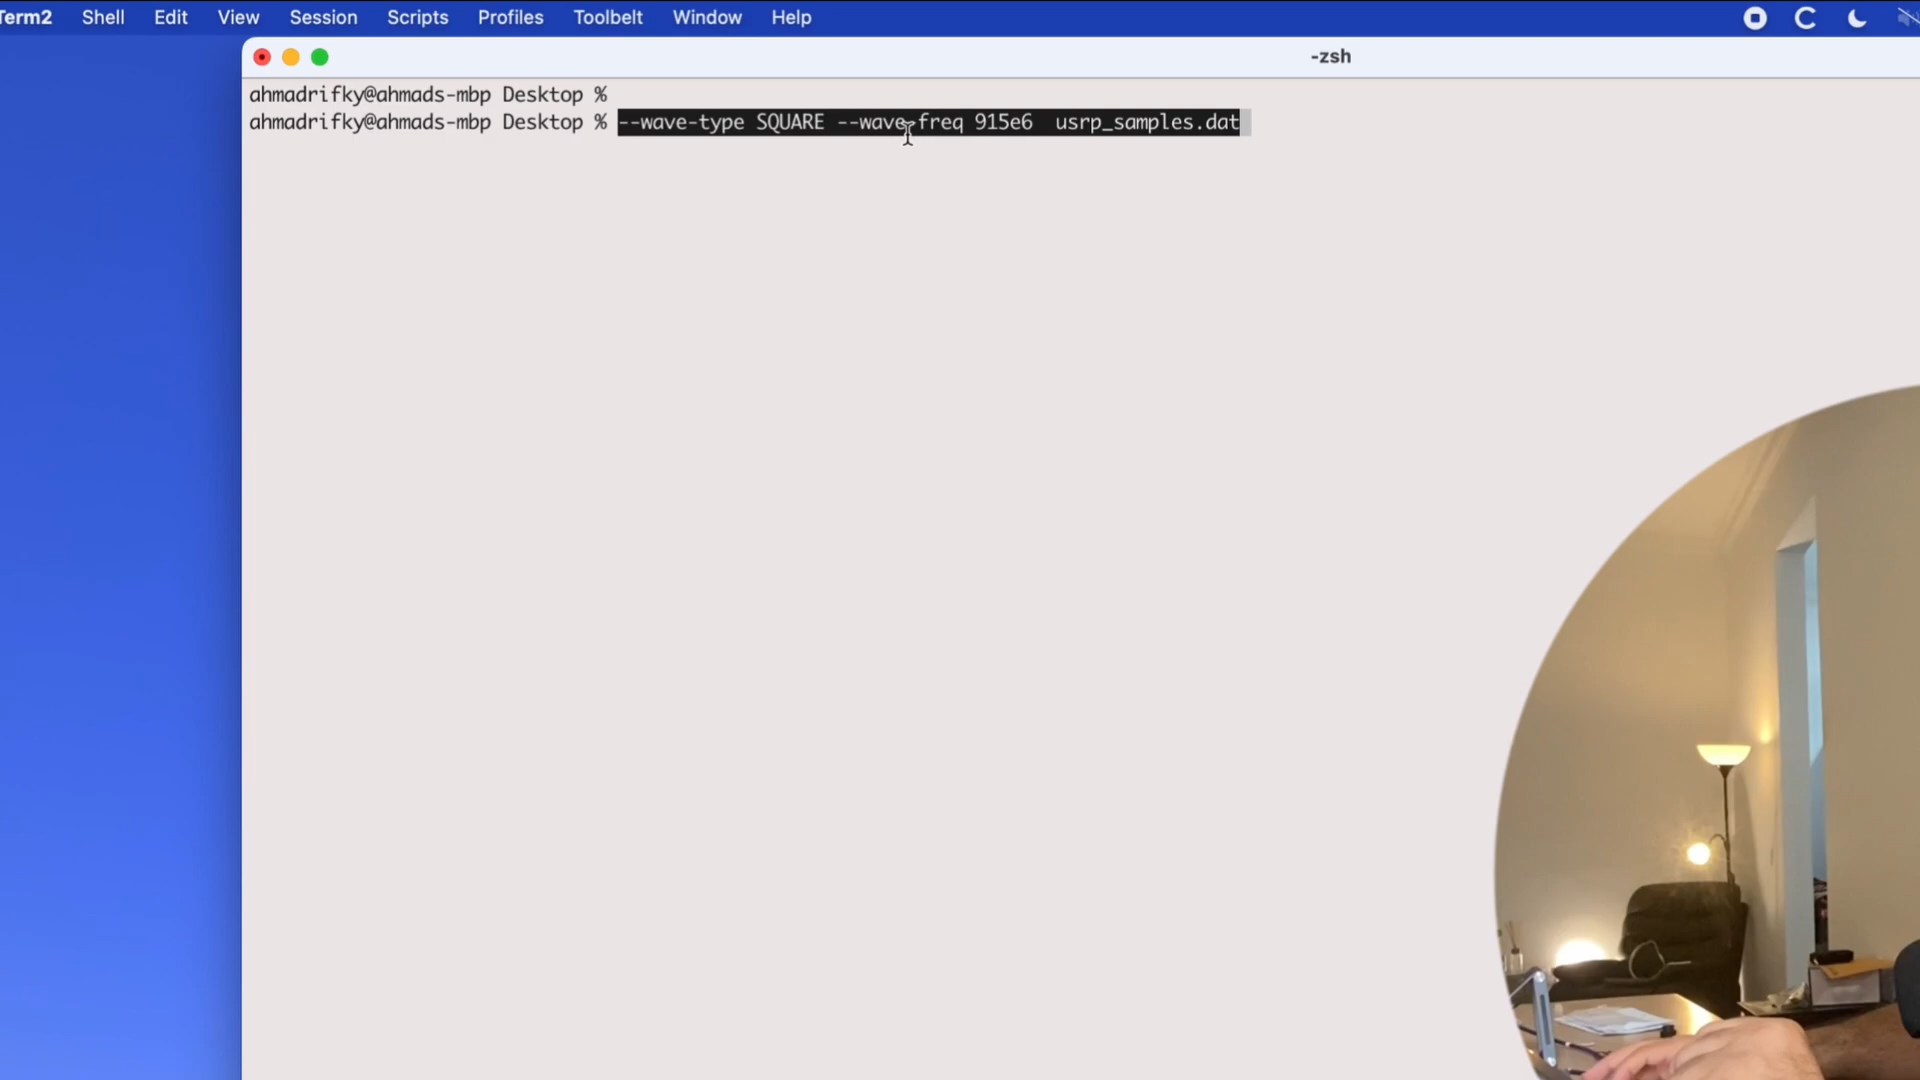 Term2 Shell Edit View Session Scripts Profiles Toolbelt Window Help
-zsh
ahmadrifky@ahmads-mbp Desktop %
ahmadrifky@ahmads-mbp Desktop % --wave-type SQUARE --wave-freq 915e6  usrp_samples.dat